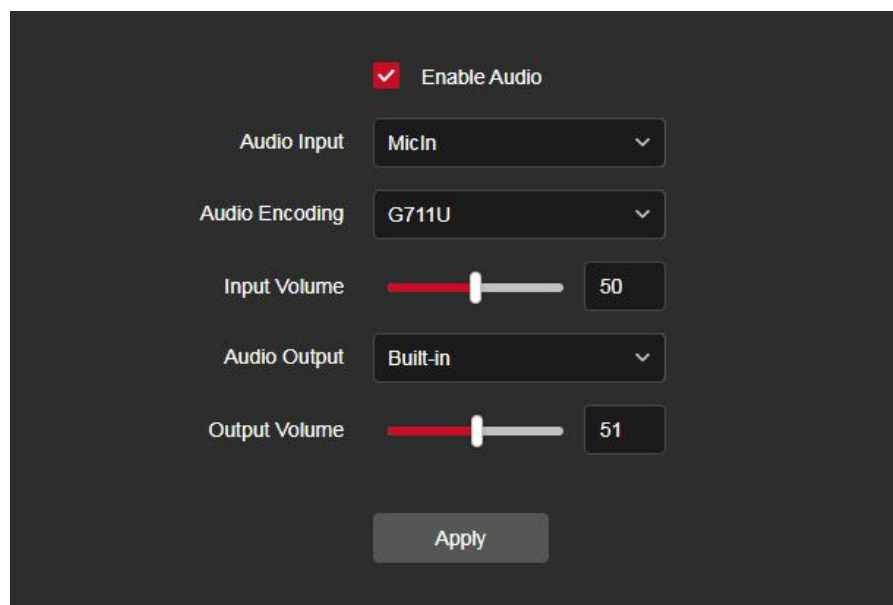 Enable Audio
Audio Input MicIn
Audio Encoding G711U
Input Volume 50
Audio Output Built-in
Output Volume 51
Apply